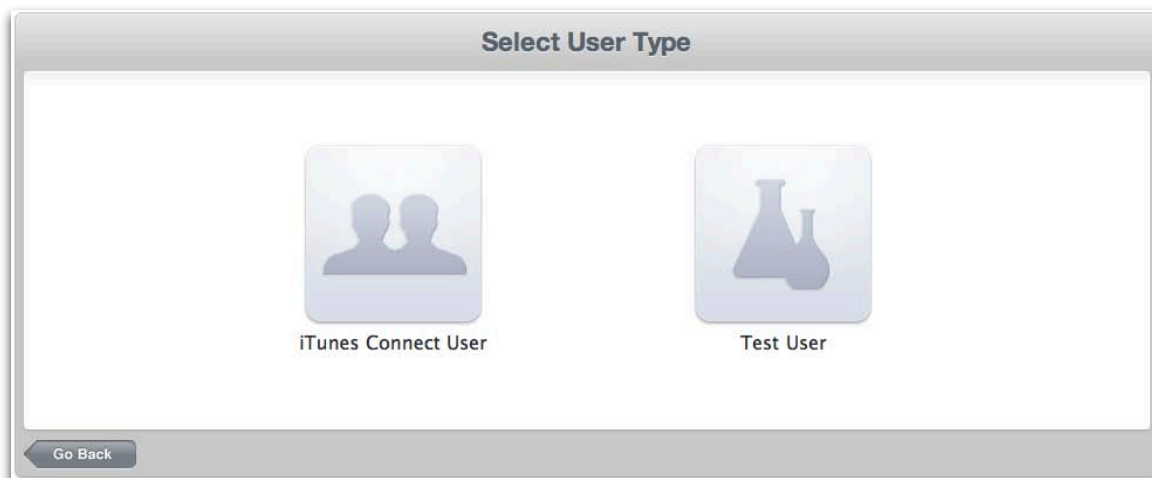 Select User Type
iTunes Connect User
Test User
Go Back